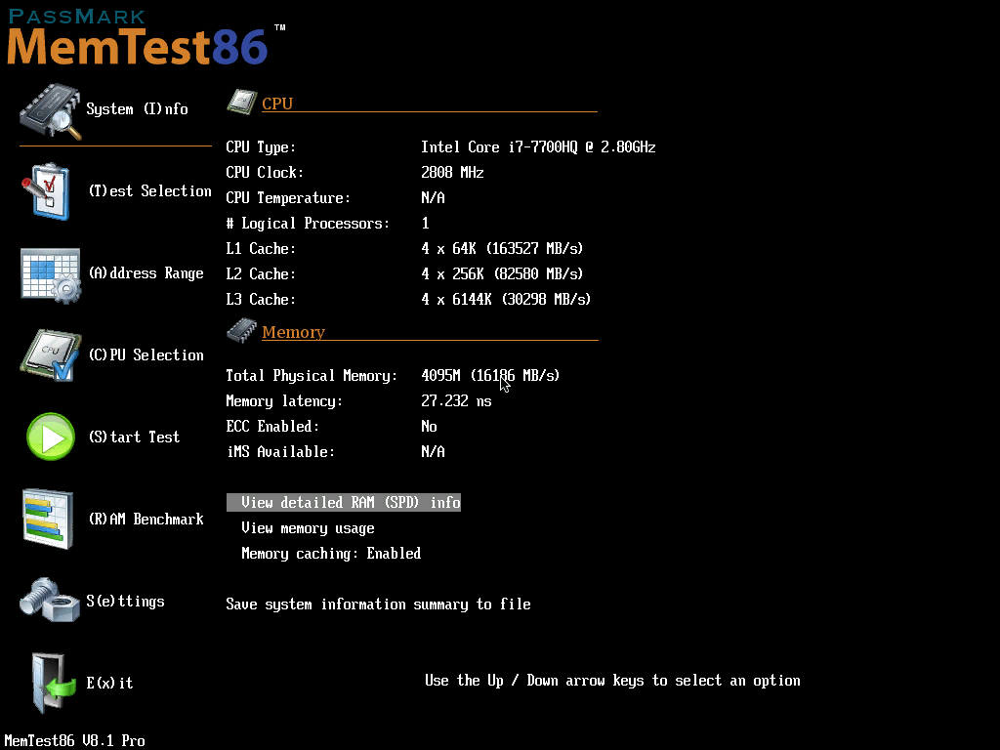 PASSMARK
MemTest86™
System (I)nfo
(T)est Selection
(A)ddress Range
CPU
(C)PU Selection
(S)tart Test
(R)AM Benchmark
S(e)ttings
E(x)it
CPU
CPU Type: Intel Core i7-7700HQ @ 2.80GHz
CPU Clock: 2808 MHz
CPU Temperature: N/A
# Logical Processors: 1
L1 Cache: 4 x 64K (163527 MB/s)
L2 Cache: 4 x 256K (82580 MB/s)
L3 Cache: 4 x 6144K (30298 MB/s)
Memory
Total Physical Memory: 4095M (16186 MB/s)
Memory latency: 27.232 ns
ECC Enabled: No
iMS Available: N/A
View detailed RAM (SPD) info
View memory usage
Memory caching: Enabled
Save system information summary to file
Use the Up / Down arrow keys to select an option
MemTest86 V8.1 Pro